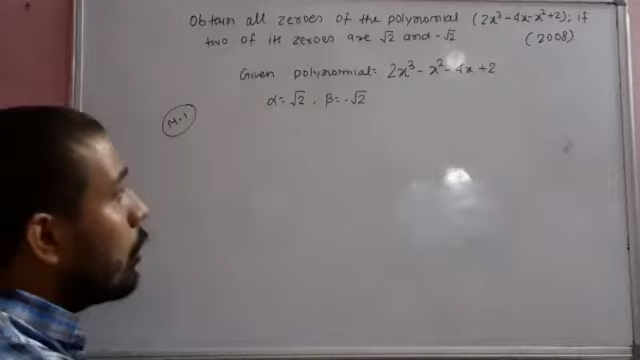 Obtain all zeroes of the polynomial (2x³-4x-x²+2), if
two of its zeroes are √2 and -√2 (2008)
Given polynomial = 2x³ - x² - 4x + 2
α = √2 , β = -√2
M-1